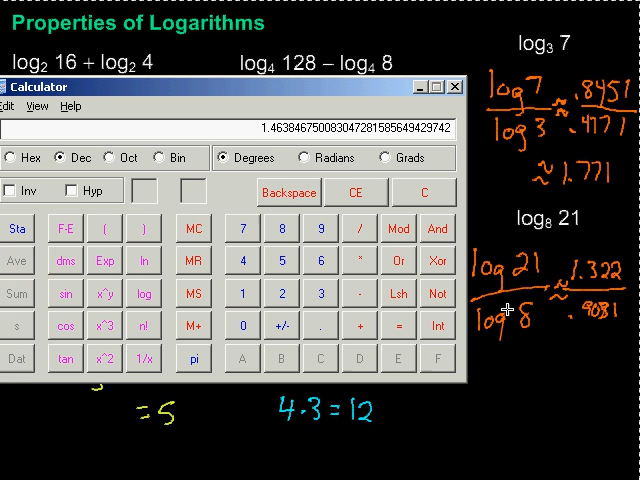 Properties of Logarithms
log₂ 16 + log₂ 4
log₄ 128 – log₄ 8
Calculator
Edit View Help
1.4638467500830472815856494297​42
Hex Dec Oct Bin
Degrees Radians Grads
Inv Hyp
Backspace CE C
Sta F-E ( ) MC 7 8 9 / Mod And
Ave dms Exp ln MR 4 5 6 * Or Xor
Sum sin x^y log MS 1 2 3 - Lsh Not
s cos x^3 n! M+ 0 +/- . + = Int
Dat tan x^2 1/x pi A B C D E F
= 5
4·3 = 12
log₃ 7
log 7 ≈ .8451
log 3 .4771
≈ 1.771
log₈ 21
log 21 ≈ 1.322
log 8 .9031